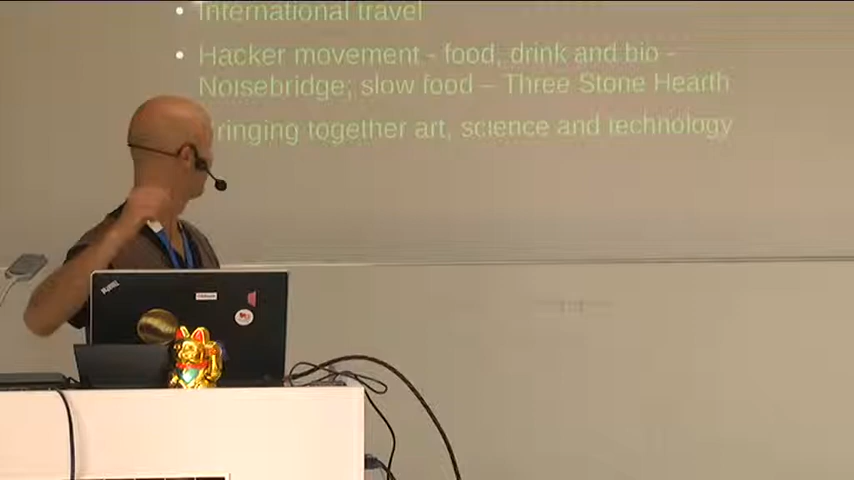 • International travel
• Hacker movement - food, drink and bio -
Noisebridge; slow food – Three Stone Hearth
ringing together art, science and technology